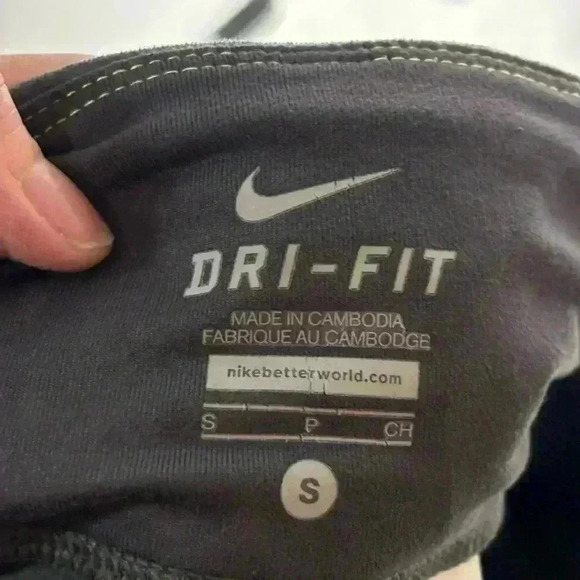 DRI-FIT
MADE IN CAMBODIA
FABRIQUE AU CAMBODGE
nikebetterworld.com
S P CH
S